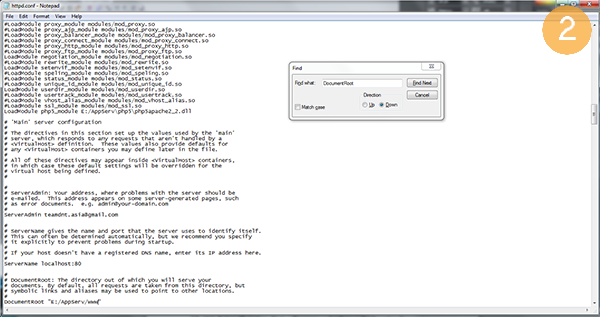 httpd.conf - Notepad
File Edit Format View Help
2
#LoadModule proxy_module modules/mod_proxy.so
#LoadModule proxy_ajp_module modules/mod_proxy_ajp.so
#LoadModule proxy_balancer_module modules/mod_proxy_balancer.so
#LoadModule proxy_connect_module modules/mod_proxy_connect.so
#LoadModule proxy_http_module modules/mod_proxy_http.so
#LoadModule proxy_ftp_module modules/mod_proxy_ftp.so
LoadModule negotiation_module modules/mod_negotiation.so
#LoadModule rewrite_module modules/mod_rewrite.so
LoadModule setenvif_module modules/mod_setenvif.so
#LoadModule speling_module modules/mod_speling.so
#LoadModule status_module modules/mod_status.so
#LoadModule unique_id_module modules/mod_unique_id.so
LoadModule userdir_module modules/mod_userdir.so
#LoadModule usertrack_module modules/mod_usertrack.so
#LoadModule vhost_alias_module modules/mod_vhost_alias.so
#LoadModule ssl_module modules/mod_ssl.so
LoadModule php5_module E:/AppServ\php5\php5apache2_2.dll
# 'Main' server configuration
#
# The directives in this section set up the values used by the 'main'
# server, which responds to any requests that aren't handled by a
# <VirtualHost> definition. These values also provide defaults for
# any <VirtualHost> containers you may define later in the file.
#
# All of these directives may appear inside <VirtualHost> containers,
# in which case these default settings will be overridden for the
# virtual host being defined.
#
#
# ServerAdmin: Your address, where problems with the server should be
# e-mailed. This address appears on some server-generated pages, such
# as error documents. e.g. admin@your-domain.com
#
ServerAdmin teamdnt.asia@gmail.com
#
# ServerName gives the name and port that the server uses to identify itself.
# This can often be determined automatically, but we recommend you specify
# it explicitly to prevent problems during startup.
#
# If your host doesn't have a registered DNS name, enter its IP address here.
#
ServerName localhost:80
#
# DocumentRoot: The directory out of which you will serve your
# documents. By default, all requests are taken from this directory, but
# symbolic links and aliases may be used to point to other locations.
#
DocumentRoot "E:/AppServ/www"
Find
Find what: DocumentRoot Find Next
Direction Cancel
Match case Up Down